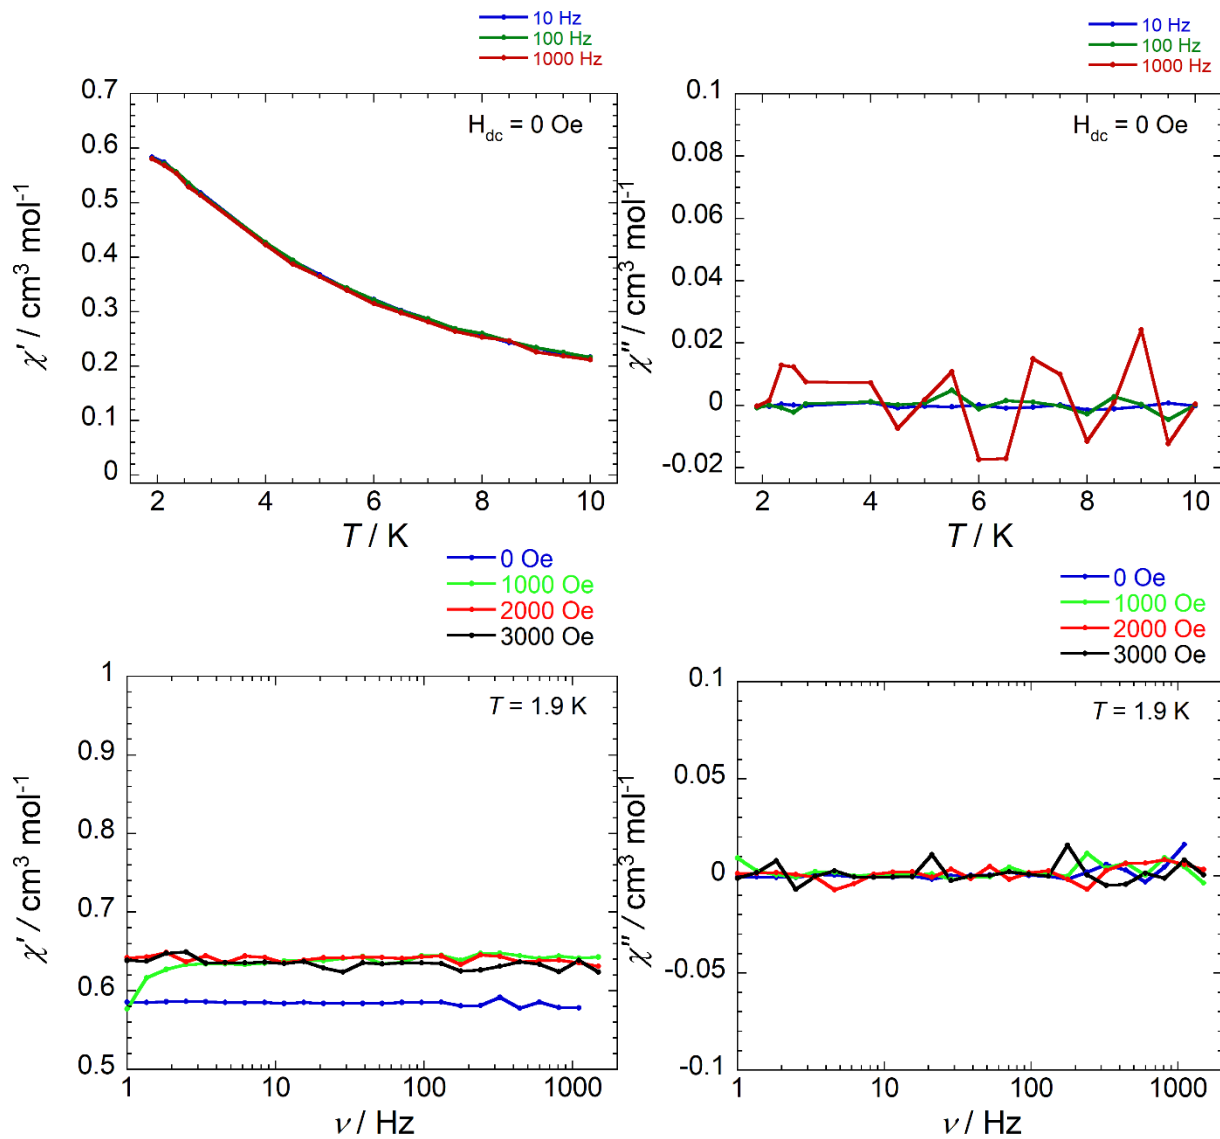 10 Hz
100 Hz
1000 Hz
0.7
0.6
0.5
0.4
0.3
0.2
0.1
0
H_dc = 0 Oe
χ′ / cm³ mol⁻¹
2 4 6 8 10
T / K
10 Hz
100 Hz
1000 Hz
0.1
0.08
0.06
0.04
0.02
0
-0.02
H_dc = 0 Oe
χ″ / cm³ mol⁻¹
2 4 6 8 10
T / K
0 Oe
1000 Oe
2000 Oe
3000 Oe
1
0.9
0.8
0.7
0.6
0.5
T = 1.9 K
χ′ / cm³ mol⁻¹
1 10 100 1000
ν / Hz
0 Oe
1000 Oe
2000 Oe
3000 Oe
0.1
0.05
0
-0.05
-0.1
T = 1.9 K
χ″ / cm³ mol⁻¹
1 10 100 1000
ν / Hz